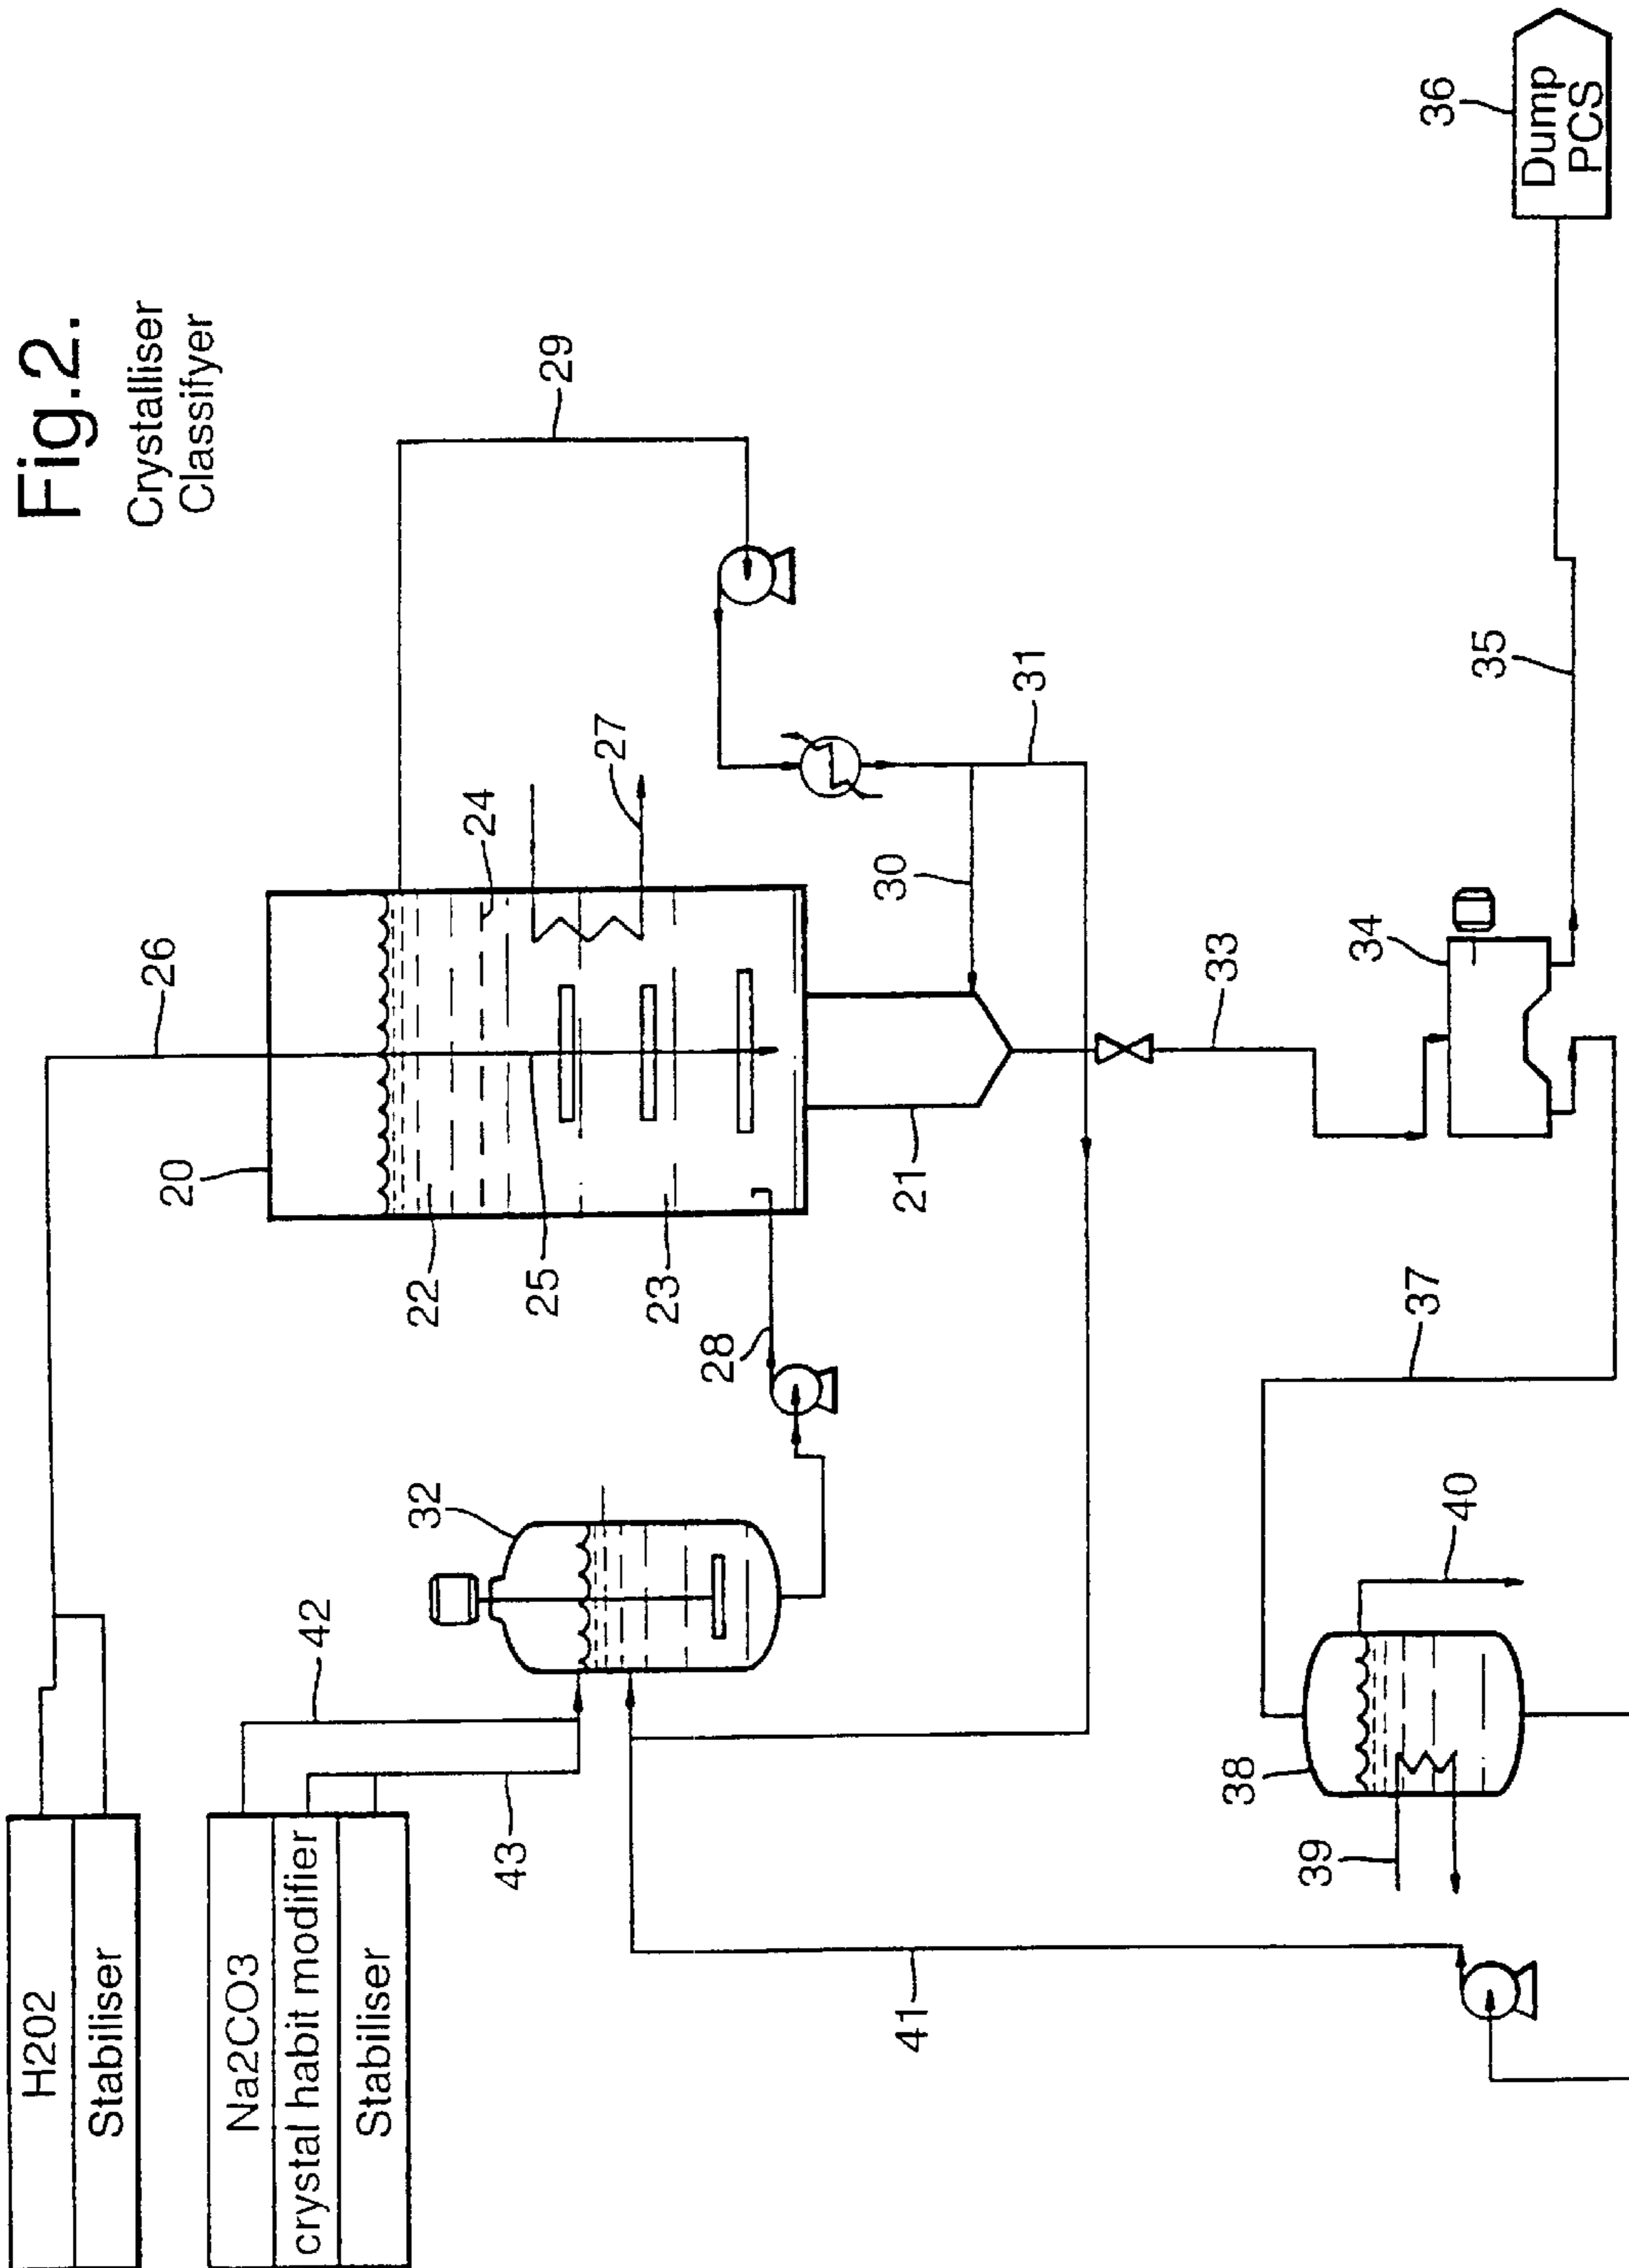 Fig.2.
Crystalliser
Classifyer
H202
Stabiliser
Na2CO3
crystal habit modifier
Stabiliser
26
20
22
25
23
24
27
29
28
21
30
31
32
42
43
33
34
35
36
Dump
PCS
37
38
39
40
41